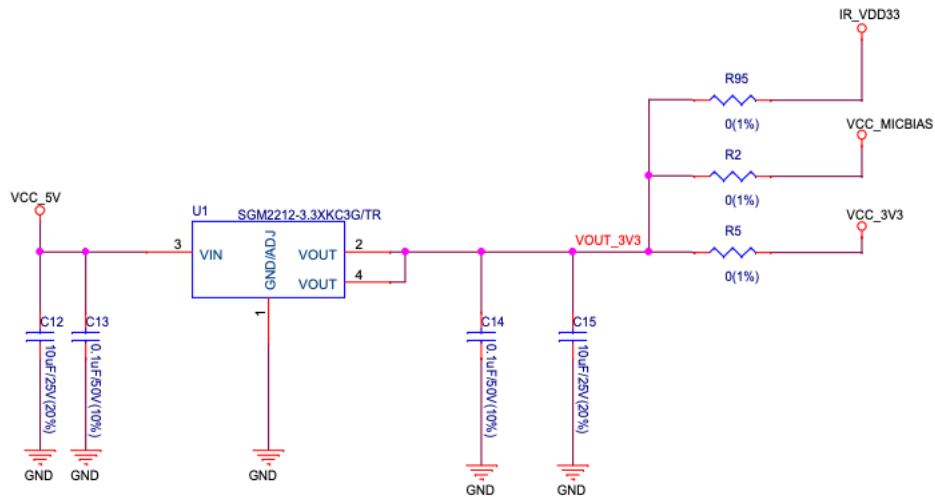 IR_VDD33
R95
0(1%)
VCC_MICBIAS
R2
0(1%)
VCC_5V
U1
SGM2212-3.3XKC3G/TR
VCC_3V3
3
VIN
GND/ADJ
VOUT
2
VOUT
4
1
VOUT_3V3
R5
0(1%)
C12
10uF/25V(20%)
C13
0.1uF/50V(10%)
C14
0.1uF/50V(10%)
C15
10uF/25V(20%)
GND
GND
GND
GND
GND